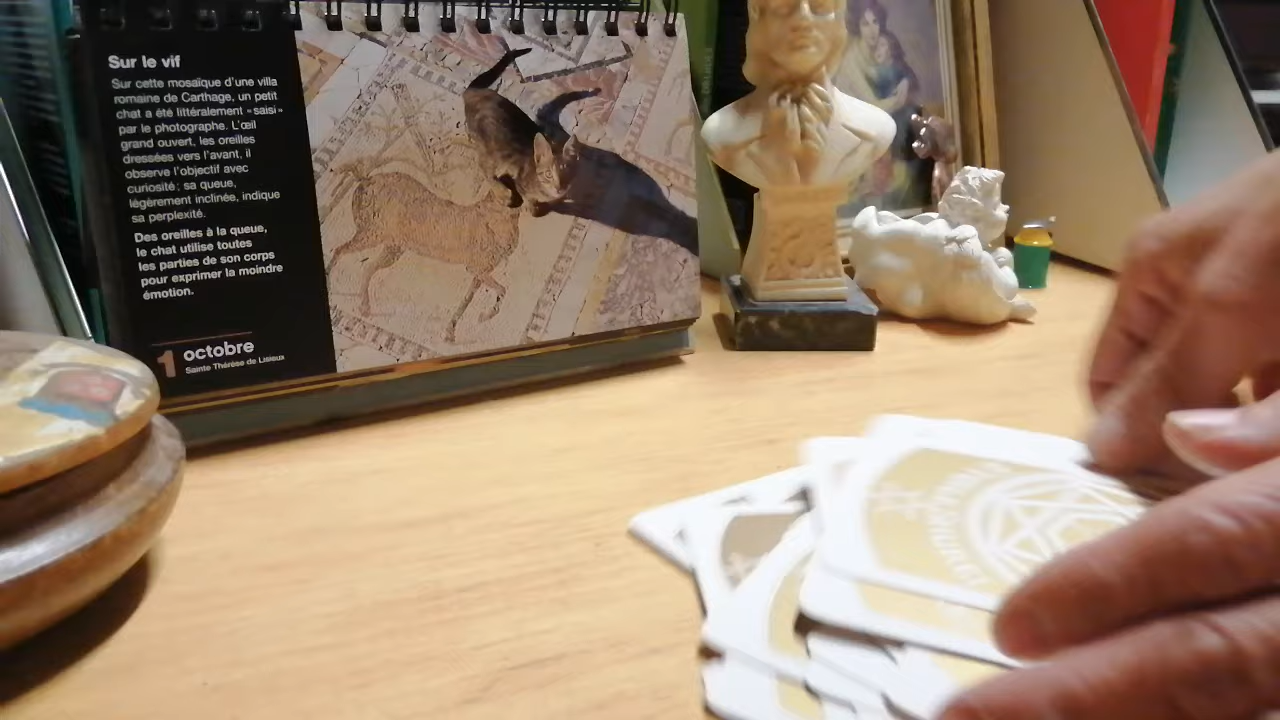 Sur le vif
Sur cette mosaïque d'une villa
romaine de Carthage, un petit
chat a été littéralement «saisi»
par le photographe. L'œil
grand ouvert, les oreilles
dressées vers l'avant, il
observe l'objectif avec
curiosité; sa queue,
légèrement inclinée, indique
sa perplexité.
Des oreilles à la queue,
le chat utilise toutes
les parties de son corps
pour exprimer la moindre
émotion.
1 octobre
Sainte Thérèse de Lisieux